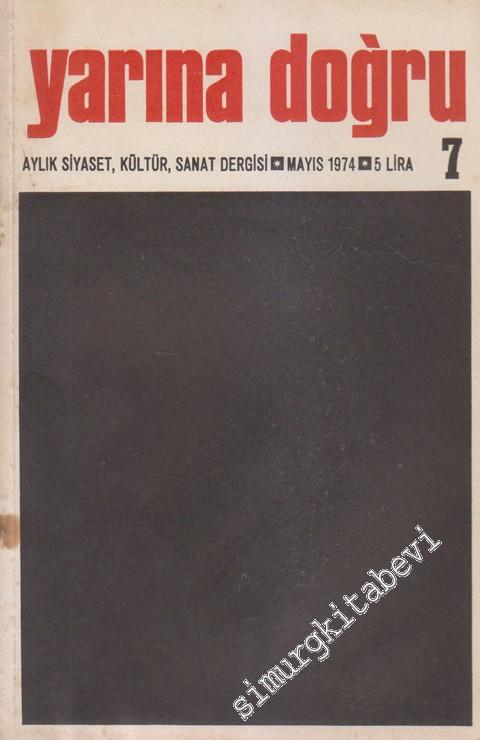 yarına doğru
AYLIK SİYASET, KÜLTÜR, SANAT DERGİSİ ▪ MAYIS 1974 ▪ 5 LİRA 7
simurgkitabevi